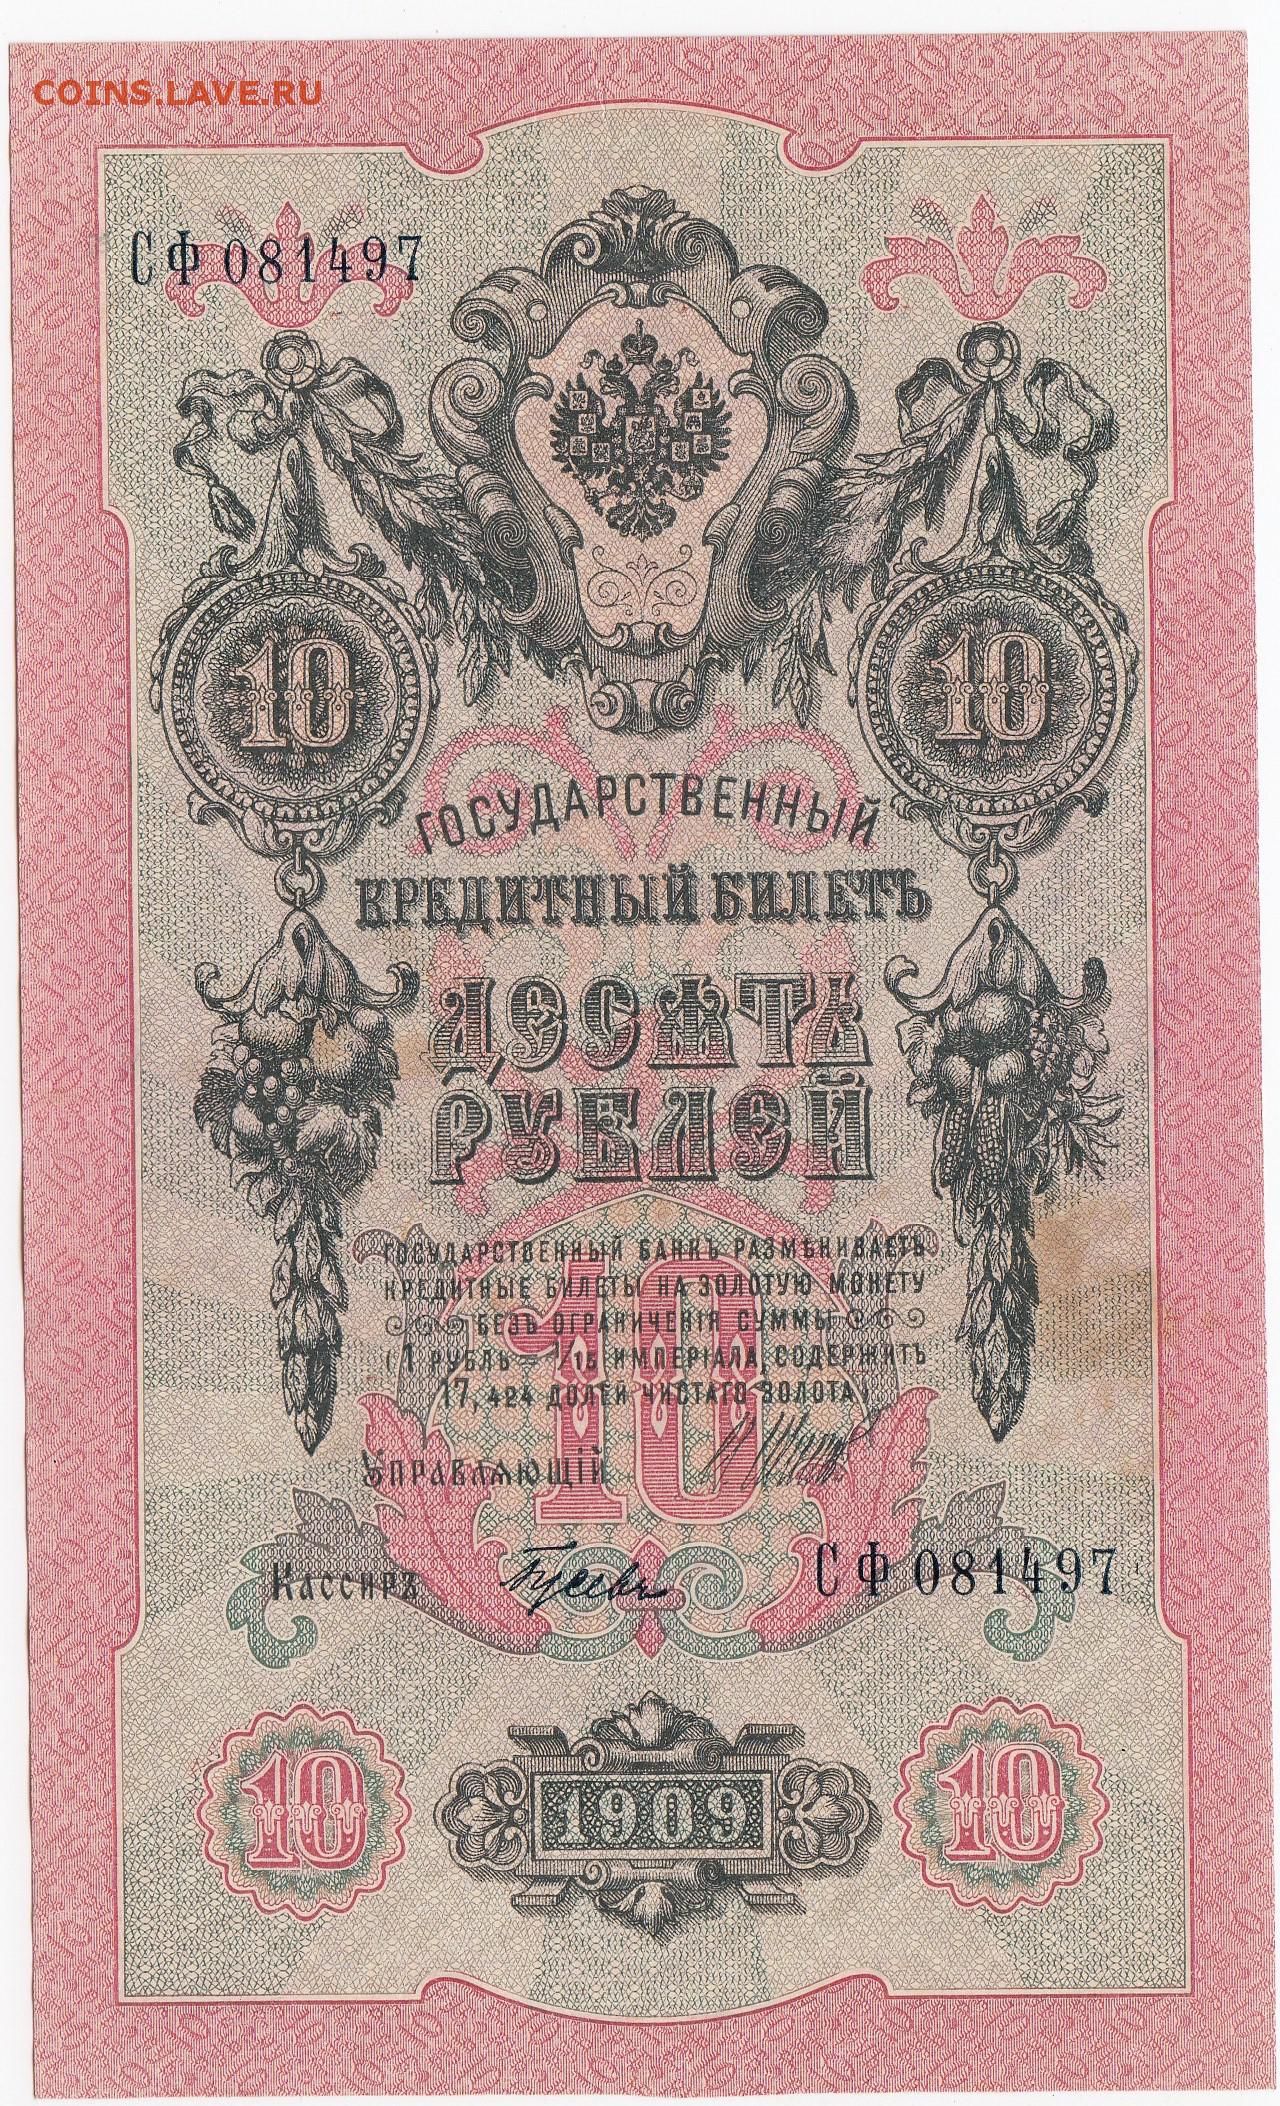 COINS.LAVE.RU
СФ 081497
10 10
ГОСУДАРСТВЕННЫЙ
КРЕДИТНЫЙ БИЛЕТЪ
ДЕСЯТЬ
РУБЛЕЙ
ГОСУДАРСТВЕННЫЙ БАНКЪ РАЗМѢНИВАЕТЪ
КРЕДИТНЫЕ БИЛЕТЫ НА ЗОЛОТУЮ МОНЕТУ
БЕЗЪ ОГРАНИЧЕНІЯ СУММЫ
(1 РУБЛЬ = 1/15 ИМПЕРІАЛА, СОДЕРЖИТЪ
17,424 ДОЛЕЙ ЧИСТАГО ЗОЛОТА)
10
УПРАВЛЯЮЩІЙ
Кассиръ Гусевъ СФ 081497
10 1909 10